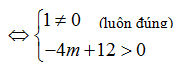 ⇔ { 1 ≠ 0 (luôn đúng)
-4m + 12 > 0